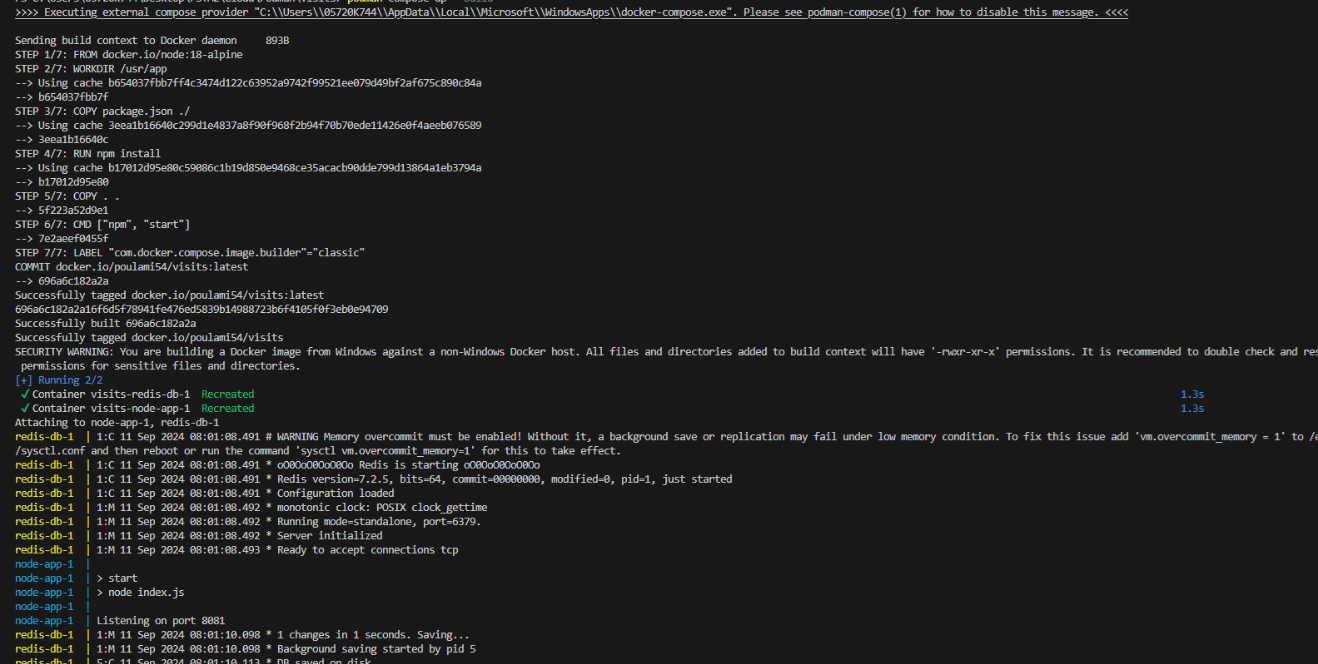 >>>> Executing external compose provider "C:\\Users\\05720K744\\AppData\\Local\\Microsoft\\WindowsApps\\docker-compose.exe". Please see podman-compose(1) for how to disable this message. <<<<
Sending build context to Docker daemon     893B
STEP 1/7: FROM docker.io/node:18-alpine
STEP 2/7: WORKDIR /usr/app
--> Using cache b654037fbb7ff4c3474d122c63952a9742f99521ee079d49bf2af675c890c84a
--> b654037fbb7f
STEP 3/7: COPY package.json ./
--> Using cache 3eea1b16640c299d1e4837a8f90f968f2b94f70b70ede11426e0f4aeeb076589
--> 3eea1b16640c
STEP 4/7: RUN npm install
--> Using cache b17012d95e80c59086c1b19d850e9468ce35acacb90dde799d13864a1eb3794a
--> b17012d95e80
STEP 5/7: COPY . .
--> 5f223a52d9e1
STEP 6/7: CMD ["npm", "start"]
--> 7e2aeef0455f
STEP 7/7: LABEL "com.docker.compose.image.builder"="classic"
COMMIT docker.io/poulami54/visits:latest
--> 696a6c182a2a
Successfully tagged docker.io/poulami54/visits:latest
696a6c182a2a16f6d5f78941fe476ed5839b14988723b6f4105f0f3eb0e94709
Successfully built 696a6c182a2a
Successfully tagged docker.io/poulami54/visits
SECURITY WARNING: You are building a Docker image from Windows against a non-Windows Docker host. All files and directories added to build context will have '-rwxr-xr-x' permissions. It is recommended to double check and res
permissions for sensitive files and directories.
[+] Running 2/2
✓Container visits-redis-db-1  Recreated 1.3s
✓Container visits-node-app-1  Recreated 1.3s
Attaching to node-app-1, redis-db-1
redis-db-1  | 1:C 11 Sep 2024 08:01:08.491 # WARNING Memory overcommit must be enabled! Without it, a background save or replication may fail under low memory condition. To fix this issue add 'vm.overcommit_memory = 1' to /e
/sysctl.conf and then reboot or run the command 'sysctl vm.overcommit_memory=1' for this to take effect.
redis-db-1  | 1:C 11 Sep 2024 08:01:08.491 * oO0OoO0OoO0Oo Redis is starting oO0OoO0OoO0Oo
redis-db-1  | 1:C 11 Sep 2024 08:01:08.491 * Redis version=7.2.5, bits=64, commit=00000000, modified=0, pid=1, just started
redis-db-1  | 1:C 11 Sep 2024 08:01:08.491 * Configuration loaded
redis-db-1  | 1:M 11 Sep 2024 08:01:08.492 * monotonic clock: POSIX clock_gettime
redis-db-1  | 1:M 11 Sep 2024 08:01:08.492 * Running mode=standalone, port=6379.
redis-db-1  | 1:M 11 Sep 2024 08:01:08.492 * Server initialized
redis-db-1  | 1:M 11 Sep 2024 08:01:08.493 * Ready to accept connections tcp
node-app-1  |
node-app-1  | > start
node-app-1  | > node index.js
node-app-1  |
node-app-1  | Listening on port 8081
redis-db-1  | 1:M 11 Sep 2024 08:01:10.098 * 1 changes in 1 seconds. Saving...
redis-db-1  | 1:M 11 Sep 2024 08:01:10.098 * Background saving started by pid 5
redis-db-1  | 5:C 11 Sep 2024 08:01:10.113 * DB saved on disk